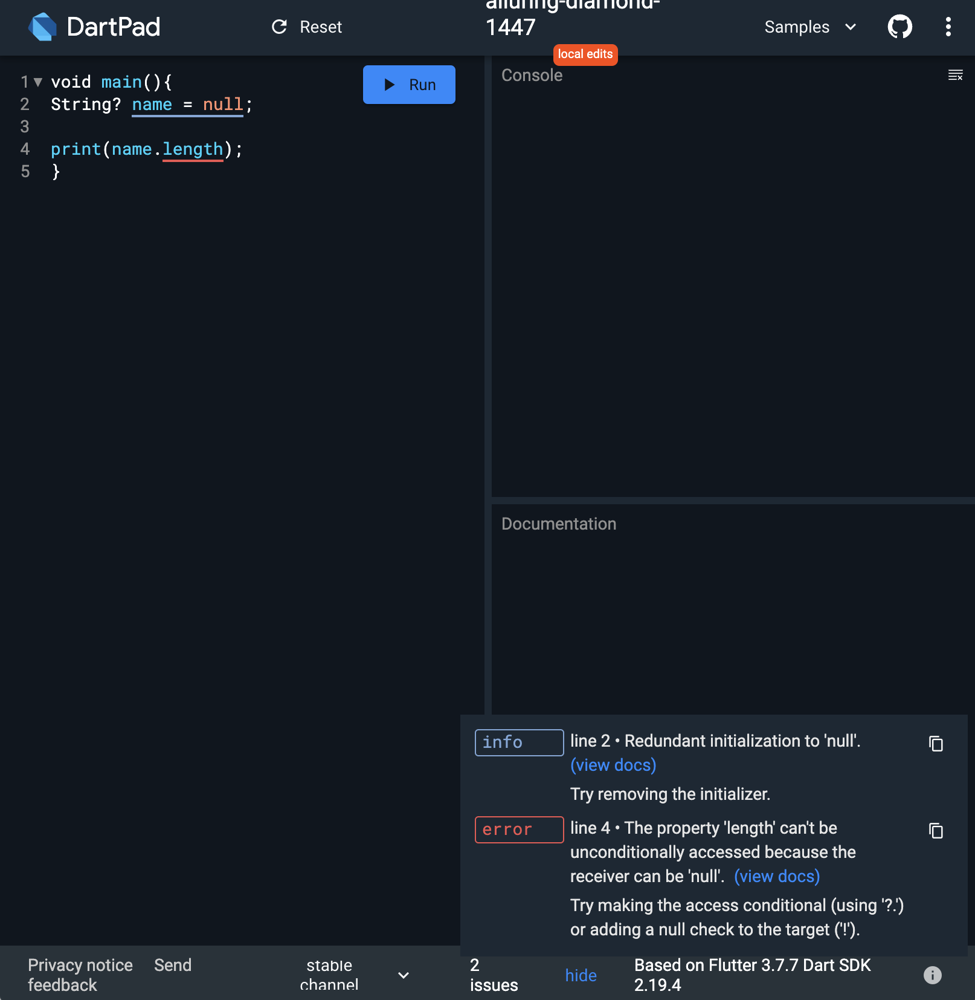 DartPad
Reset
alluring-diamond-
1447
local edits
Samples
1 void main(){
2 String? name = null;
3
4 print(name.length);
5 }
Run
Console
Documentation
info
line 2 • Redundant initialization to 'null'.
(view docs)
Try removing the initializer.
error
line 4 • The property 'length' can't be
unconditionally accessed because the
receiver can be 'null'. (view docs)
Try making the access conditional (using '?.')
or adding a null check to the target ('!').
Privacy notice Send
feedback
stable
channel
2
issues
hide
Based on Flutter 3.7.7 Dart SDK
2.19.4